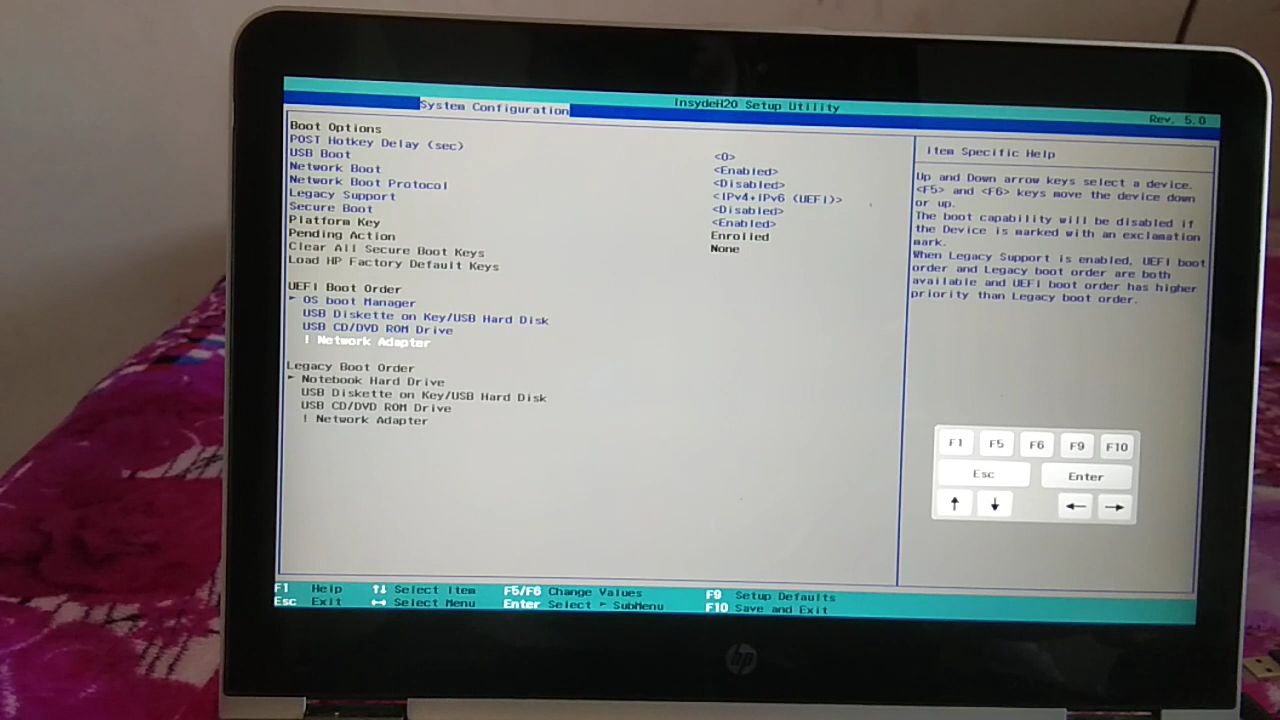 InsydeH2O Setup Utility
Rev. 5.0
System Configuration
Boot Options
POST Hotkey Delay (sec) <0>
USB Boot <Enabled>
Network Boot <Disabled>
Network Boot Protocol <IPv4+IPv6 (UEFI)>
Legacy Support <Disabled>
Secure Boot <Enabled>
Platform Key Enrolled
Pending Action None
Clear All Secure Boot Keys
Load HP Factory Default Keys
UEFI Boot Order
► OS boot Manager
USB Diskette on Key/USB Hard Disk
USB CD/DVD ROM Drive
! Network Adapter
Legacy Boot Order
► Notebook Hard Drive
USB Diskette on Key/USB Hard Disk
USB CD/DVD ROM Drive
! Network Adapter
Item Specific Help
Up and Down arrow keys select a device.
<F5> and <F6> keys move the device down
or up.
The boot capability will be disabled if
the Device is marked with an exclamation
mark.
When Legacy Support is enabled, UEFI boot
order and Legacy boot order are both
available and UEFI boot order has higher
priority than Legacy boot order.
F1 F5 F6 F9 F10
Esc Enter
↑ ↓ ← →
F1 Help ↑↓ Select Item F5/F6 Change Values F9 Setup Defaults
Esc Exit ↔ Select Menu Enter Select ► SubMenu F10 Save and Exit
hp